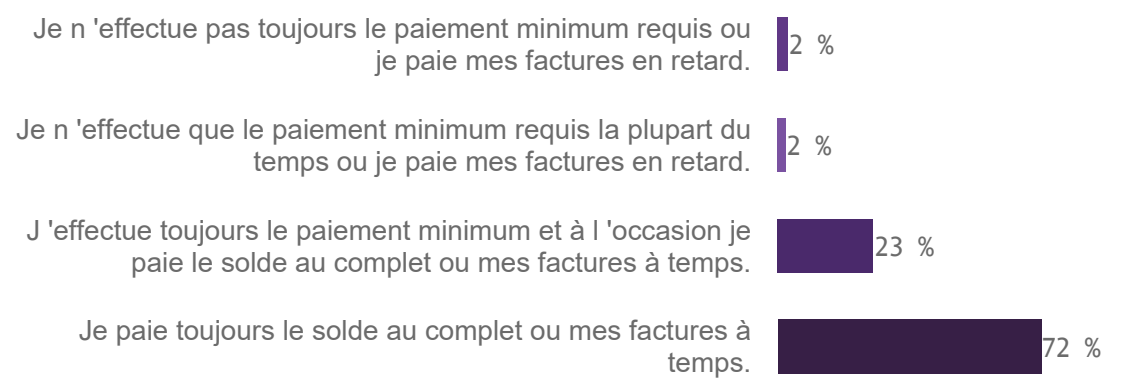 Je n 'effectue pas toujours le paiement minimum requis ou
je paie mes factures en retard.
2 %
Je n 'effectue que le paiement minimum requis la plupart du
temps ou je paie mes factures en retard.
2 %
J 'effectue toujours le paiement minimum et à l 'occasion je
paie le solde au complet ou mes factures à temps.
23 %
Je paie toujours le solde au complet ou mes factures à
temps.
72 %